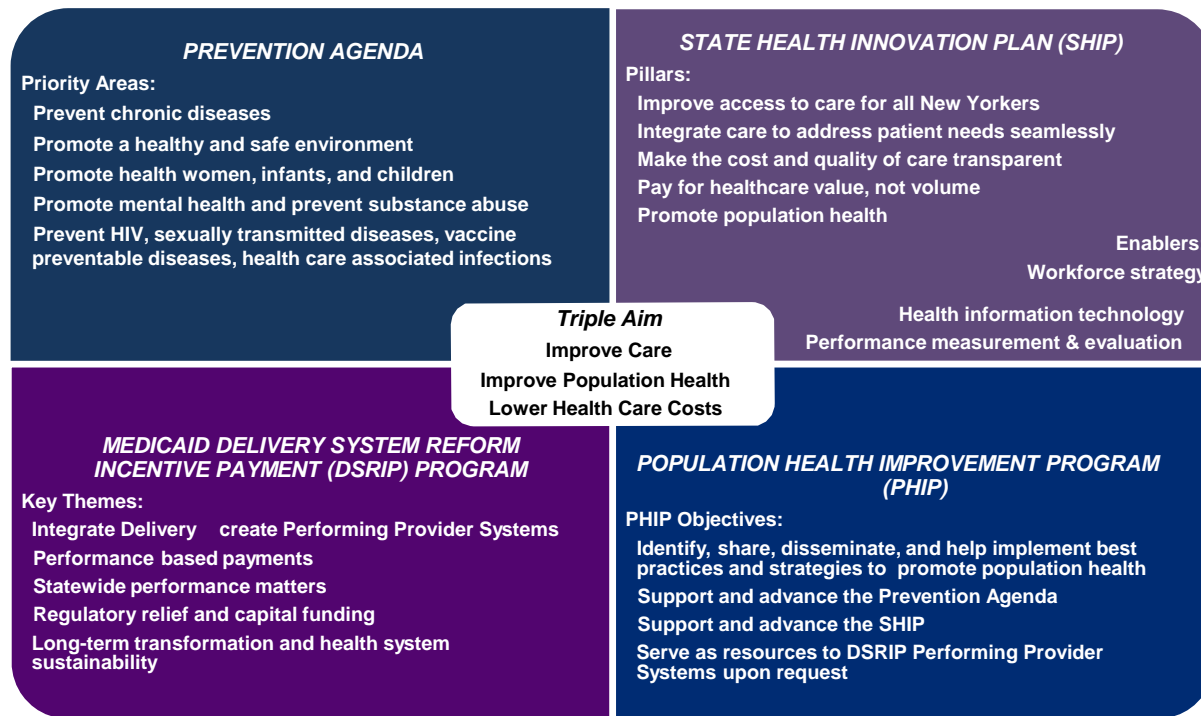 PREVENTION AGENDA
Priority Areas:
Prevent chronic diseases
Promote a healthy and safe environment
Promote health women, infants, and children
Promote mental health and prevent substance abuse
Prevent HIV, sexually transmitted diseases, vaccine
preventable diseases, health care associated infections
STATE HEALTH INNOVATION PLAN (SHIP)
Pillars:
Improve access to care for all New Yorkers
Integrate care to address patient needs seamlessly
Make the cost and quality of care transparent
Pay for healthcare value, not volume
Promote population health
Enablers
Workforce strategy
Health information technology
Performance measurement & evaluation
Triple Aim
Improve Care
Improve Population Health
Lower Health Care Costs
MEDICAID DELIVERY SYSTEM REFORM
INCENTIVE PAYMENT (DSRIP) PROGRAM
Key Themes:
Integrate Delivery create Performing Provider Systems
Performance based payments
Statewide performance matters
Regulatory relief and capital funding
Long-term transformation and health system
sustainability
POPULATION HEALTH IMPROVEMENT PROGRAM
(PHIP)
PHIP Objectives:
Identify, share, disseminate, and help implement best
practices and strategies to promote population health
Support and advance the Prevention Agenda
Support and advance the SHIP
Serve as resources to DSRIP Performing Provider
Systems upon request